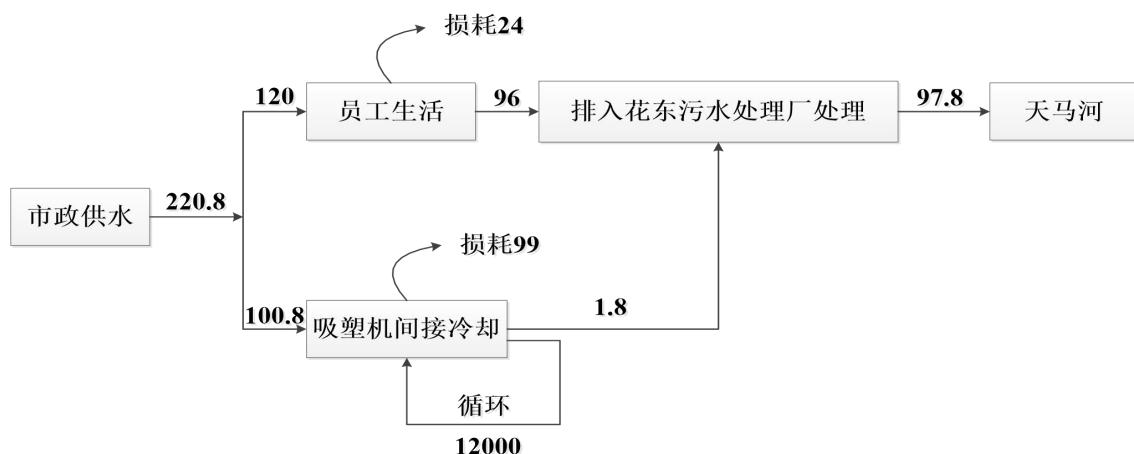 损耗24
120
员工生活
96
排入花东污水处理厂处理
97.8
天马河
市政供水
220.8
损耗99
100.8
吸塑机间接冷却
1.8
循环
12000